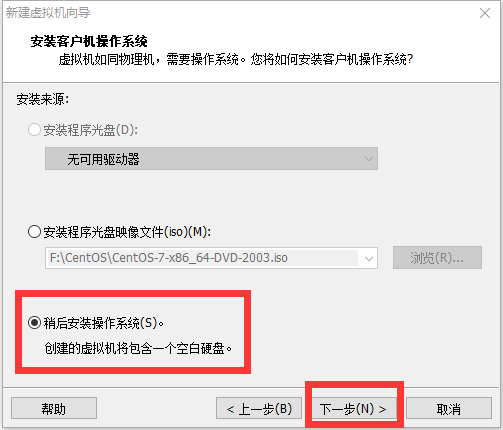 新建虚拟机向导
安装客户机操作系统
虚拟机如同物理机，需要操作系统。您将如何安装客户机操作系统?
安装来源:
安装程序光盘(D):
无可用驱动器
安装程序光盘映像文件(iso)(M):
F:\CentOS\CentOS-7-x86_64-DVD-2003.iso
浏览(R)...
稍后安装操作系统(S)。
创建的虚拟机将包含一个空白硬盘。
帮助
< 上一步(B)
下一步(N) >
取消